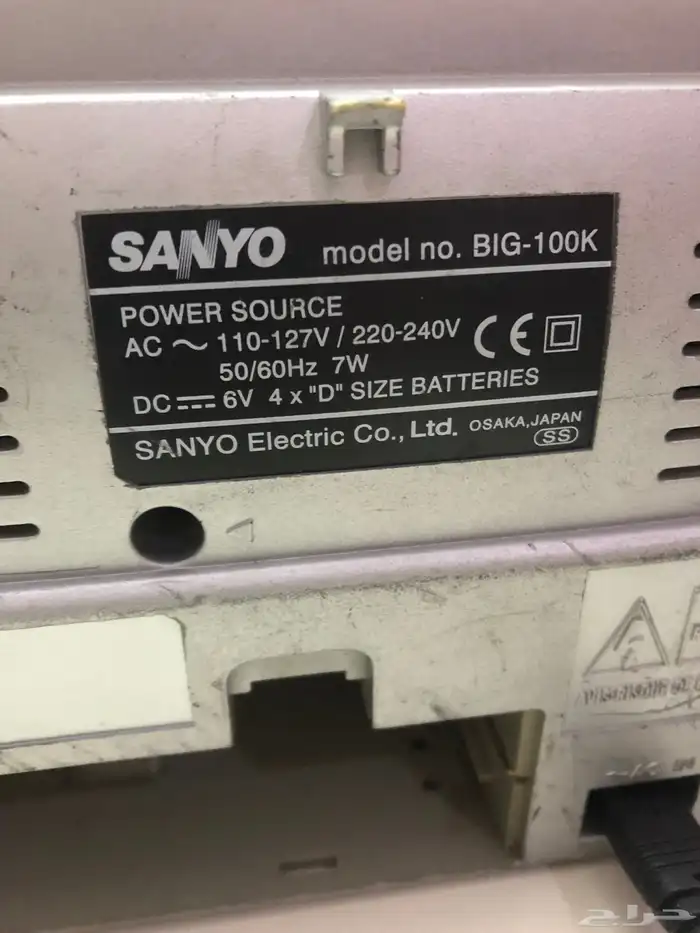 SANYO model no. BIG-100K
POWER SOURCE
AC ～ 110-127V / 220-240V CE
50/60Hz 7W
DC ⎓ 6V 4 x "D" SIZE BATTERIES
SANYO Electric Co., Ltd. OSAKA, JAPAN
SS
حراج